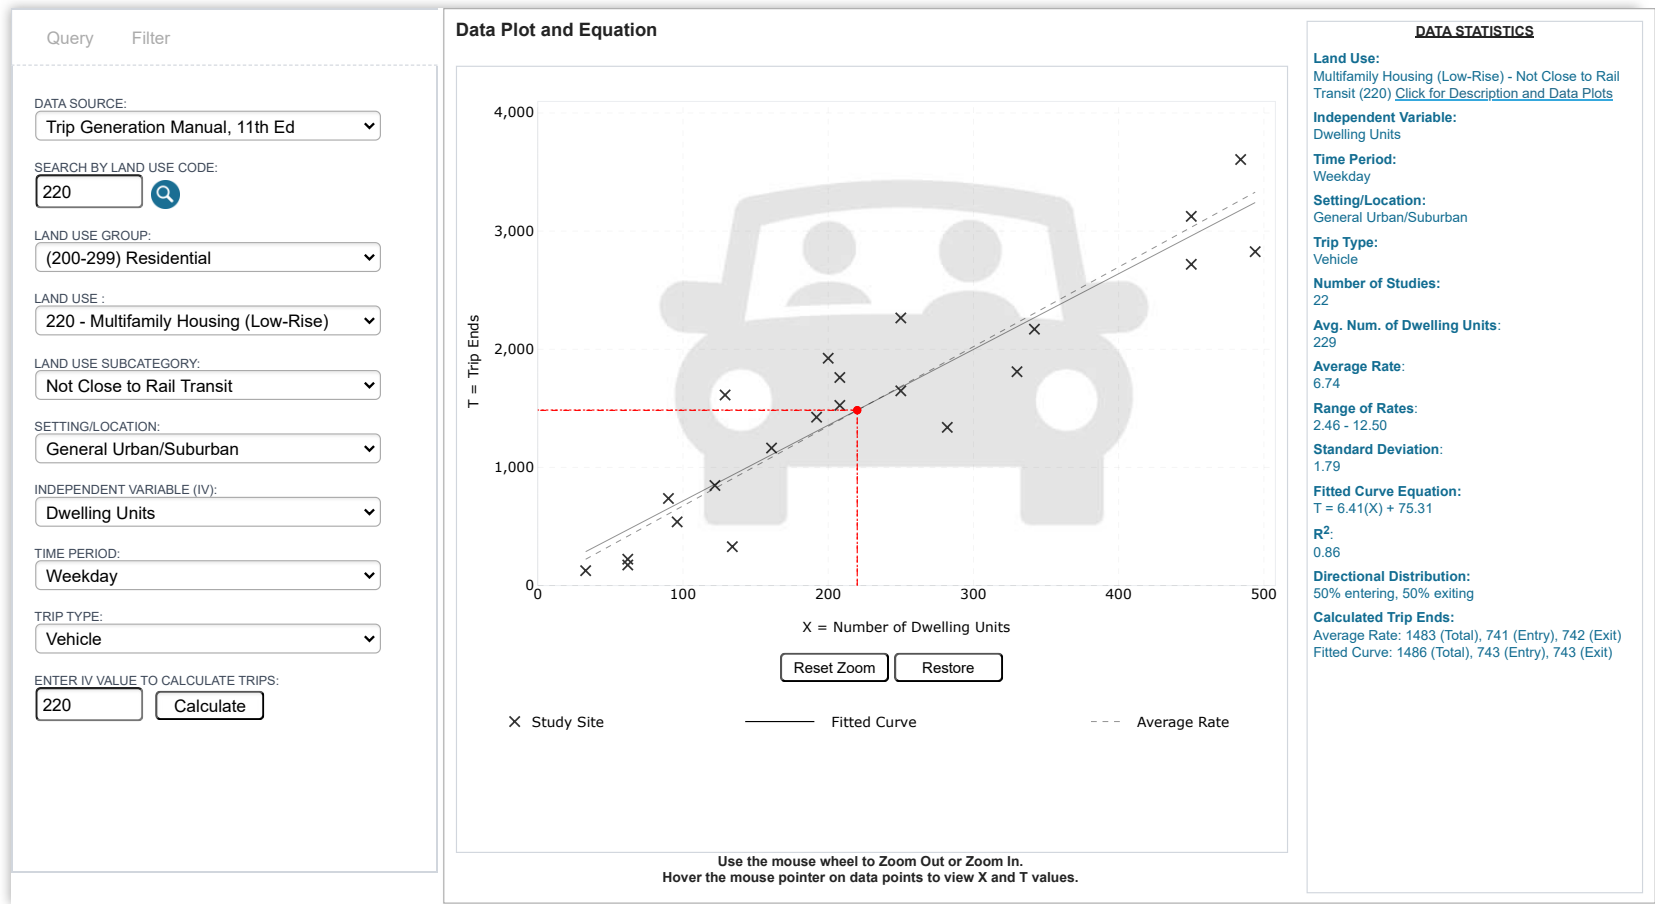 Query Filter
DATA SOURCE:
Trip Generation Manual, 11th Ed
SEARCH BY LAND USE CODE:
220
LAND USE GROUP:
(200-299) Residential
LAND USE :
220 - Multifamily Housing (Low-Rise)
LAND USE SUBCATEGORY:
Not Close to Rail Transit
SETTING/LOCATION:
General Urban/Suburban
INDEPENDENT VARIABLE (IV):
Dwelling Units
TIME PERIOD:
Weekday
TRIP TYPE:
Vehicle
ENTER IV VALUE TO CALCULATE TRIPS:
220 Calculate
Data Plot and Equation
4,000
3,000
2,000
1,000
0
T = Trip Ends
0 100 200 300 400 500
X = Number of Dwelling Units
Reset Zoom Restore
Study Site Fitted Curve Average Rate
Use the mouse wheel to Zoom Out or Zoom In.
Hover the mouse pointer on data points to view X and T values.
DATA STATISTICS
Land Use:
Multifamily Housing (Low-Rise) - Not Close to Rail
Transit (220) Click for Description and Data Plots
Independent Variable:
Dwelling Units
Time Period:
Weekday
Setting/Location:
General Urban/Suburban
Trip Type:
Vehicle
Number of Studies:
22
Avg. Num. of Dwelling Units:
229
Average Rate:
6.74
Range of Rates:
2.46 - 12.50
Standard Deviation:
1.79
Fitted Curve Equation:
T = 6.41(X) + 75.31
R²:
0.86
Directional Distribution:
50% entering, 50% exiting
Calculated Trip Ends:
Average Rate: 1483 (Total), 741 (Entry), 742 (Exit)
Fitted Curve: 1486 (Total), 743 (Entry), 743 (Exit)